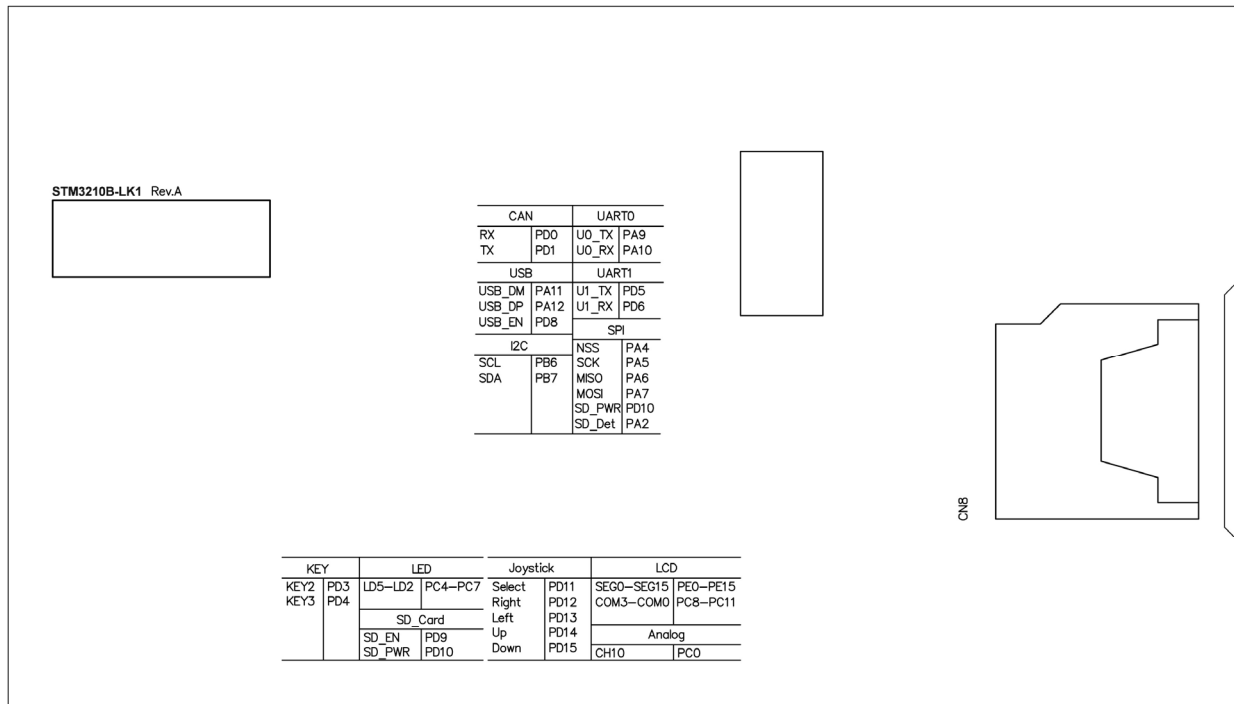 STM3210B-LK1 Rev.A
CAN UART0
RX PD0 U0_TX PA9
TX PD1 U0_RX PA10
USB UART1
USB_DM PA11 U1_TX PD5
USB_DP PA12 U1_RX PD6
USB_EN PD8 SPI
I2C NSS PA4
SCL PB6 SCK PA5
SDA PB7 MISO PA6
MOSI PA7
SD_PWR PD10
SD_Det PA2
CN8
KEY LED Joystick LCD
KEY2 PD3 LD5-LD2 PC4-PC7 Select PD11 SEG0-SEG15 PE0-PE15
KEY3 PD4 Right PD12 COM3-COM0 PC8-PC11
SD_Card Left PD13
SD_EN PD9 Up PD14 Analog
SD_PWR PD10 Down PD15 CH10 PC0